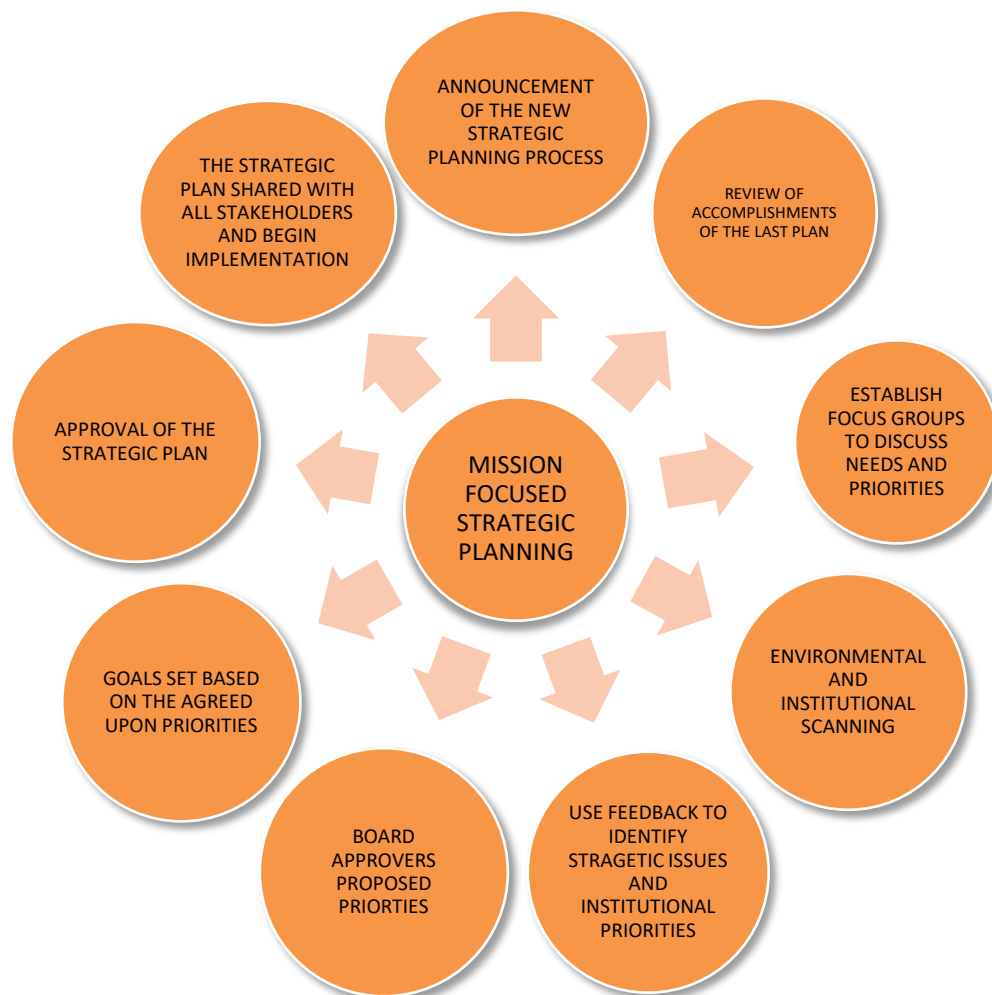 ANNOUNCEMENT
OF THE NEW
STRATEGIC
PLANNING PROCESS
REVIEW OF
ACCOMPLISHMENTS
OF THE LAST PLAN
ESTABLISH
FOCUS GROUPS
TO DISCUSS
NEEDS AND
PRIORITIES
ENVIRONMENTAL
AND
INSTITUTIONAL
SCANNING
USE FEEDBACK TO
IDENTIFY
STRAGETIC ISSUES
AND
INSTITUTIONAL
PRIORITIES
BOARD
APPROVERS
PROPOSED
PRIORTIES
GOALS SET BASED
ON THE AGREED
UPON PRIORITIES
APPROVAL OF THE
STRATEGIC PLAN
THE STRATEGIC
PLAN SHARED WITH
ALL STAKEHOLDERS
AND BEGIN
IMPLEMENTATION
MISSION
FOCUSED
STRATEGIC
PLANNING